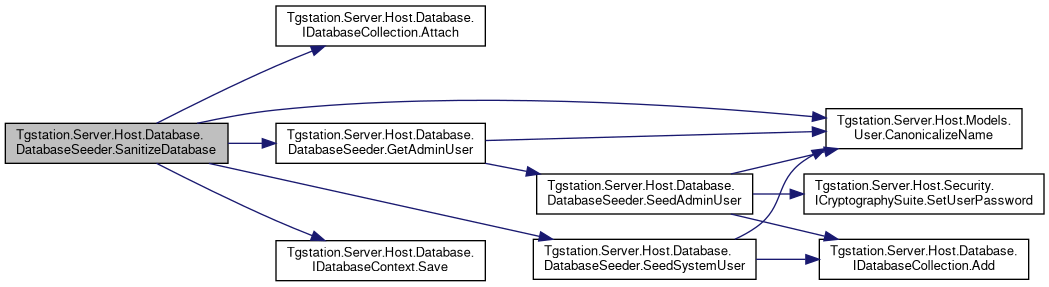 Tgstation.Server.Host.Database.
IDatabaseCollection.Attach
Tgstation.Server.Host.Database.
DatabaseSeeder.SanitizeDatabase
Tgstation.Server.Host.Database.
DatabaseSeeder.GetAdminUser
Tgstation.Server.Host.Models.
User.CanonicalizeName
Tgstation.Server.Host.Database.
DatabaseSeeder.SeedAdminUser
Tgstation.Server.Host.Security.
ICryptographySuite.SetUserPassword
Tgstation.Server.Host.Database.
IDatabaseContext.Save
Tgstation.Server.Host.Database.
DatabaseSeeder.SeedSystemUser
Tgstation.Server.Host.Database.
IDatabaseCollection.Add